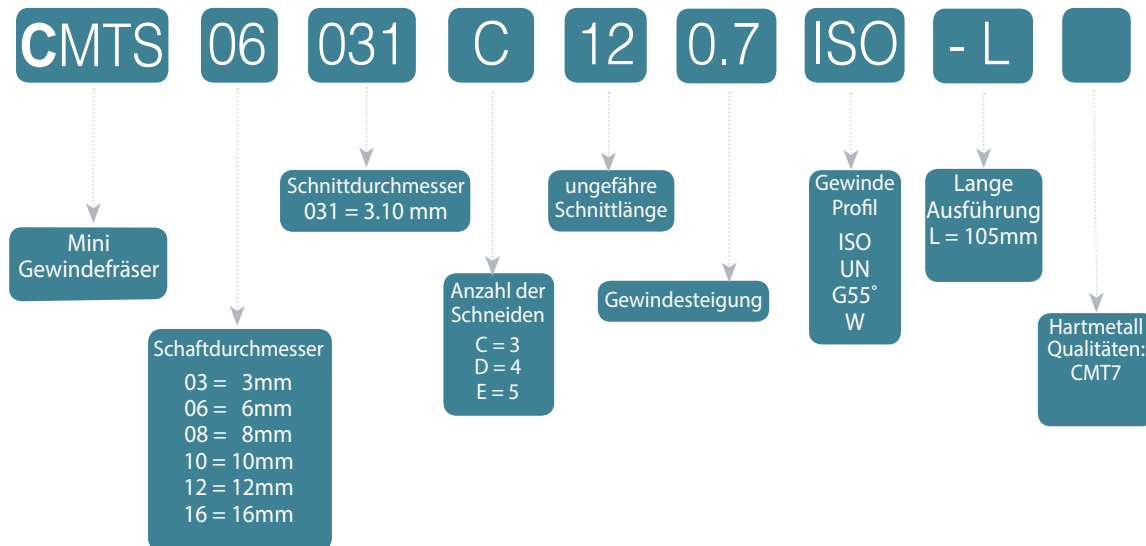 CMTS 06 031 C 12 0.7 ISO - L
Mini
Gewindefräser
Schaftdurchmesser
03 = 3mm
06 = 6mm
08 = 8mm
10 = 10mm
12 = 12mm
16 = 16mm
Schnittdurchmesser
031 = 3.10 mm
Anzahl der
Schneiden
C = 3
D = 4
E = 5
ungefähre
Schnittlänge
Gewindesteigung
Gewinde
Profil
ISO
UN
G55°
W
Lange
Ausführung
L = 105mm
Hartmetall
Qualitäten:
CMT7